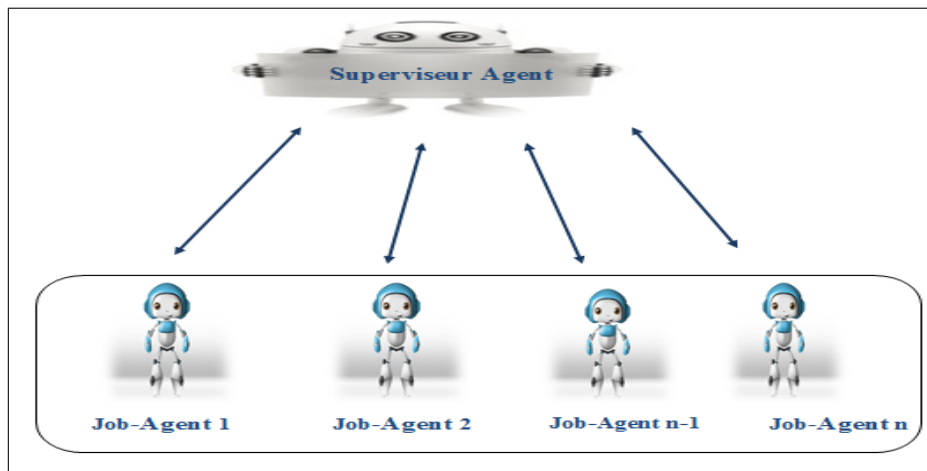 Superviseur Agent
Job-Agent 1
Job-Agent 2
Job-Agent n-1
Job-Agent n